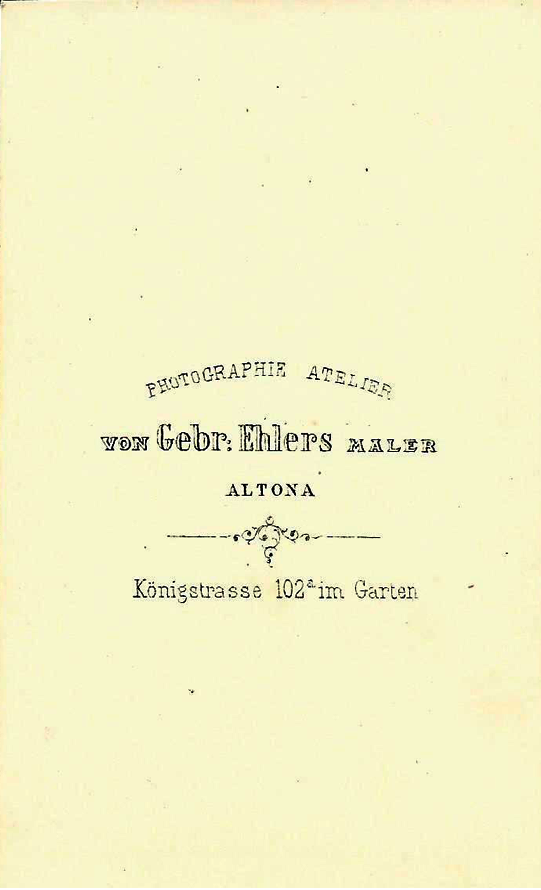 PHOTOGRAPHIE ATELIER
VON Gebr: Ehlers MALER
ALTONA
Königstrasse 102ª im Garten